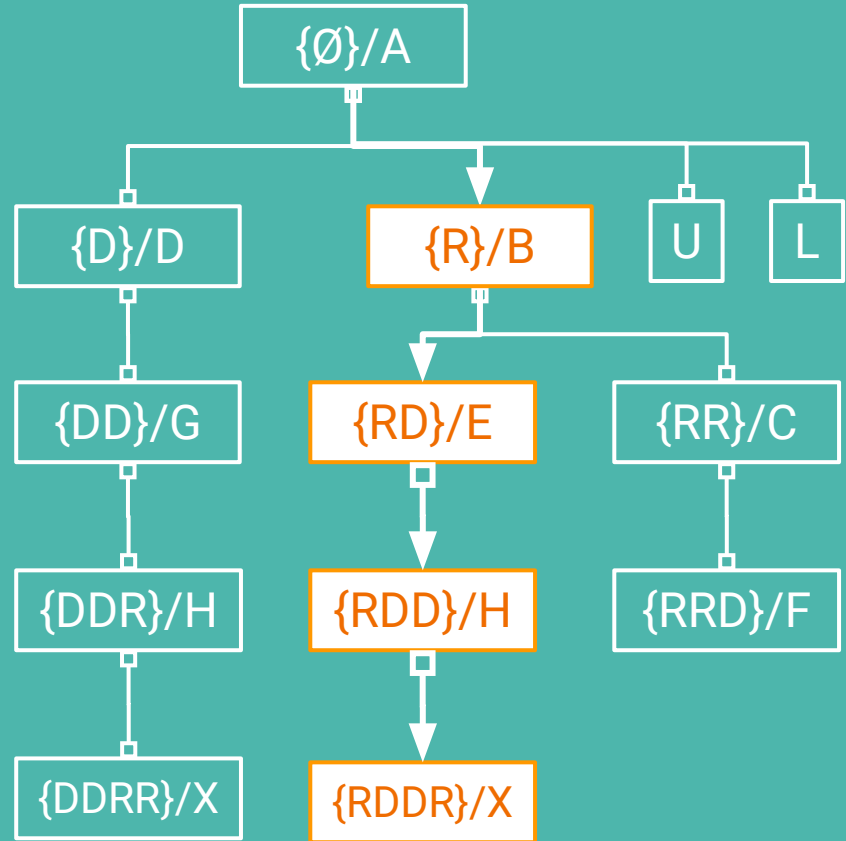 {Ø}/A
{D}/D
{R}/B
U
L
{DD}/G
{RD}/E
{RR}/C
{DDR}/H
{RDD}/H
{RRD}/F
{DDRR}/X
{RDDR}/X